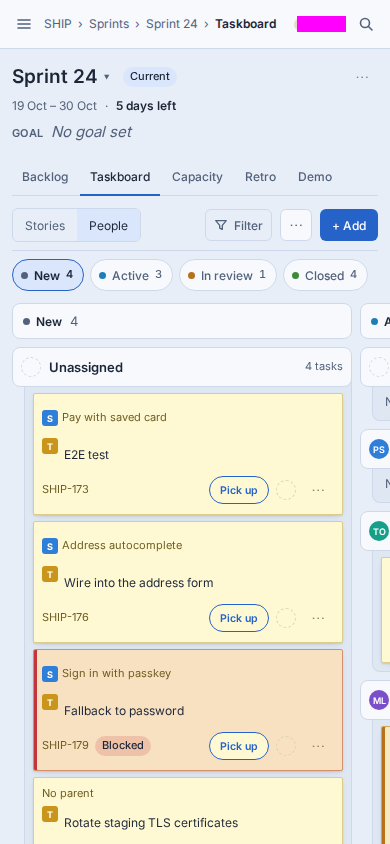 SHIP › Sprints › Sprint 24 › Taskboard
Sprint 24 ▾ Current ...
19 Oct – 30 Oct · 5 days left
GOAL No goal set
Backlog Taskboard Capacity Retro Demo
Stories People Filter ... + Add
New 4 Active 3 In review 1 Closed 4
New 4
Unassigned 4 tasks
S Pay with saved card
T E2E test
SHIP-173 Pick up ...
S Address autocomplete
T Wire into the address form
SHIP-176 Pick up ...
S Sign in with passkey
T Fallback to password
SHIP-179 Blocked Pick up ...
No parent
T Rotate staging TLS certificates
PS
TO
ML